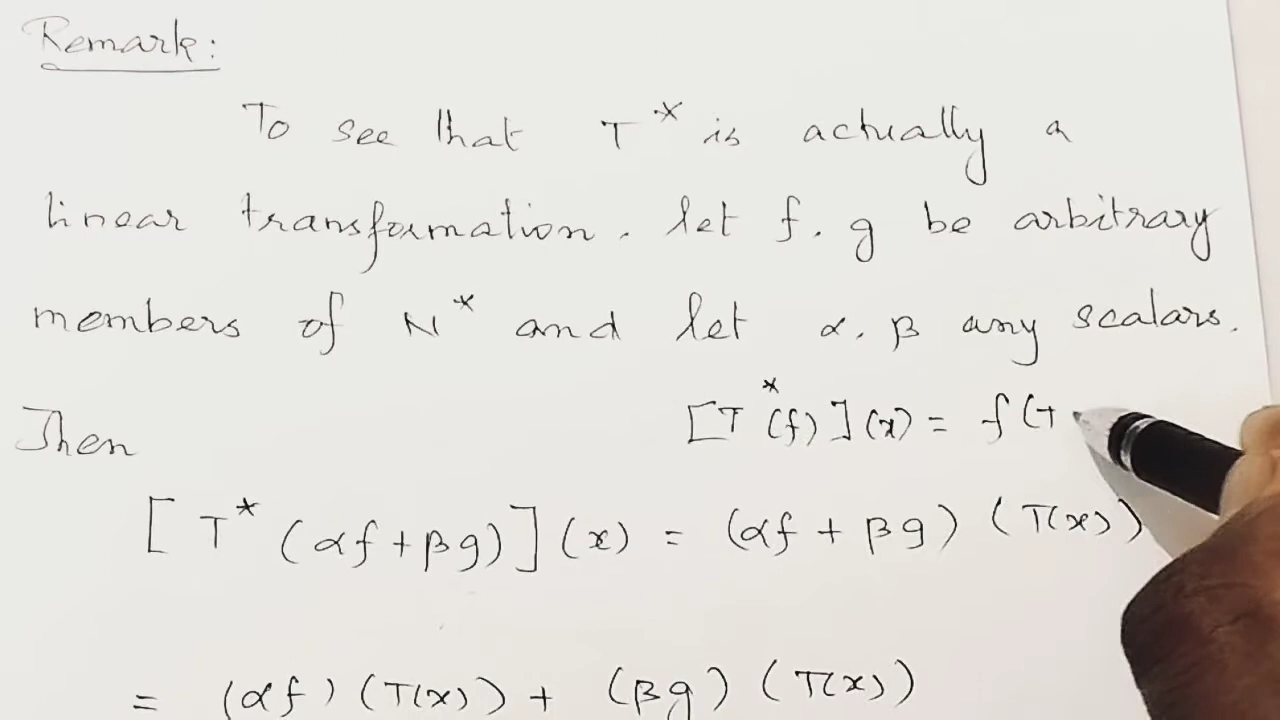 Remark:
To see that T* is actually a
linear transformation. let f, g be arbitrary
members of N* and let α, β any scalars.
[T*(f)](x) = f(T
Then
[T*(αf+βg)](x) = (αf + βg) (T(x))
= (αf) (T(x)) + (βg) (T(x))